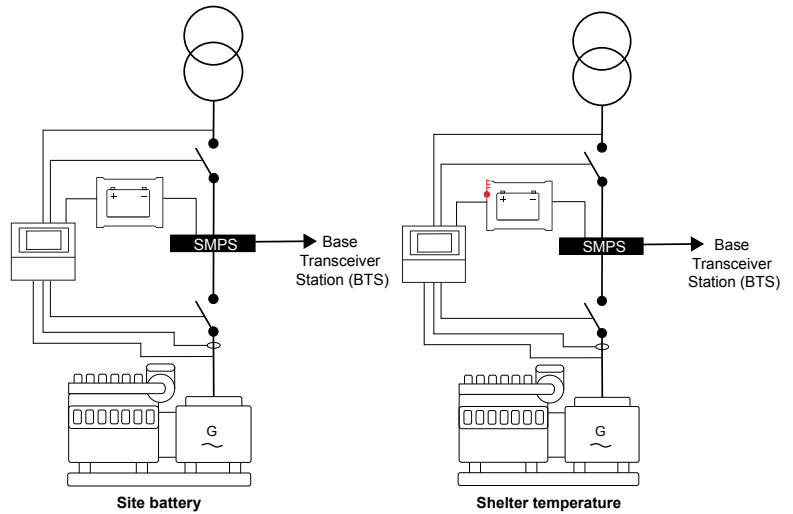 SMPS
Base
Transceiver
Station (BTS)
+ −
G
Site battery
SMPS
Base
Transceiver
Station (BTS)
+ −
G
Shelter temperature